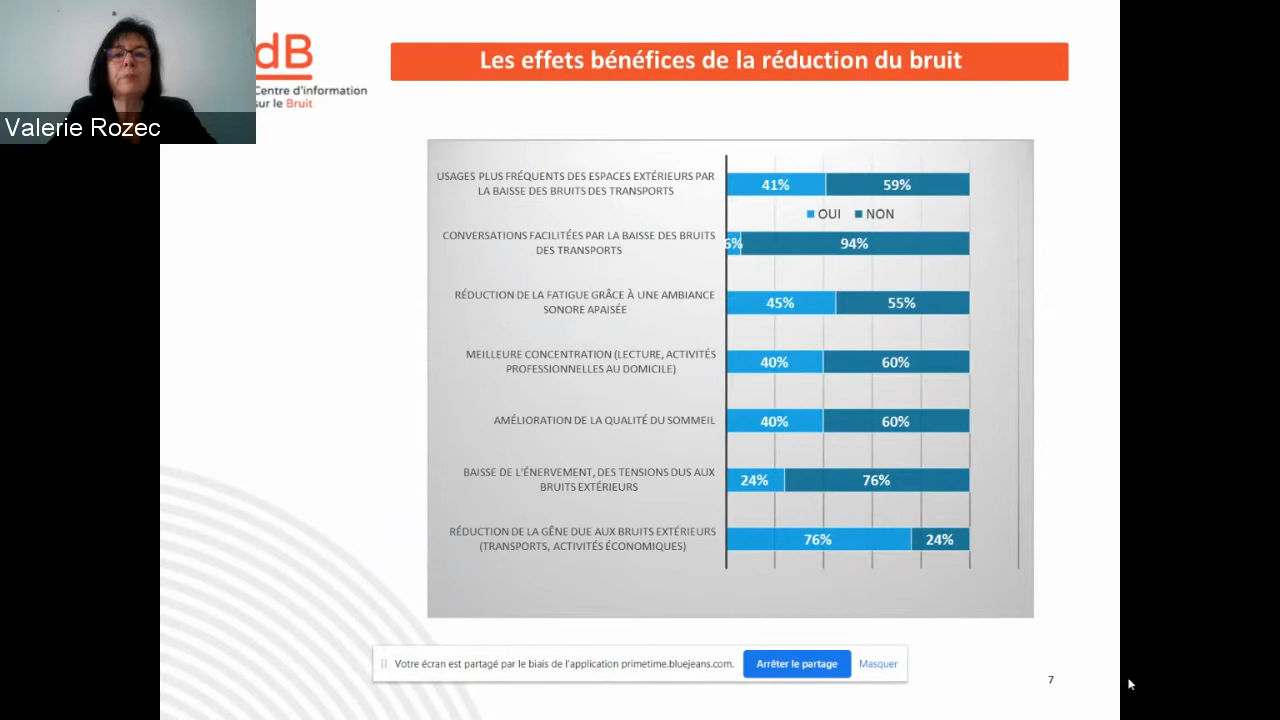 dB
Centre d'information
sur le Bruit
Valerie Rozec
Les effets bénéfices de la réduction du bruit
USAGES PLUS FRÉQUENTS DES ESPACES EXTÉRIEURS PAR
LA BAISSE DES BRUITS DES TRANSPORTS
41% 59%
OUI NON
CONVERSATIONS FACILITÉES PAR LA BAISSE DES BRUITS
DES TRANSPORTS
6% 94%
RÉDUCTION DE LA FATIGUE GRÂCE À UNE AMBIANCE
SONORE APAISÉE
45% 55%
MEILLEURE CONCENTRATION (LECTURE, ACTIVITÉS
PROFESSIONNELLES AU DOMICILE)
40% 60%
AMÉLIORATION DE LA QUALITÉ DU SOMMEIL
40% 60%
BAISSE DE L'ÉNERVEMENT, DES TENSIONS DUS AUX
BRUITS EXTÉRIEURS
24% 76%
RÉDUCTION DE LA GÊNE DUE AUX BRUITS EXTÉRIEURS
(TRANSPORTS, ACTIVITÉS ÉCONOMIQUES)
76% 24%
Votre écran est partagé par le biais de l'application primetime.bluejeans.com.
Arrêter le partage
Masquer
7